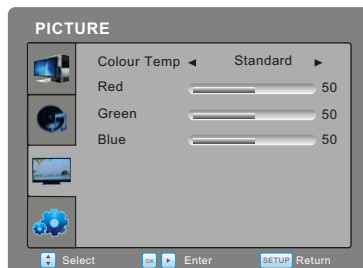 PICTURE
Colour Temp Standard
Red 50
Green 50
Blue 50
Select OK Enter SETUP Return